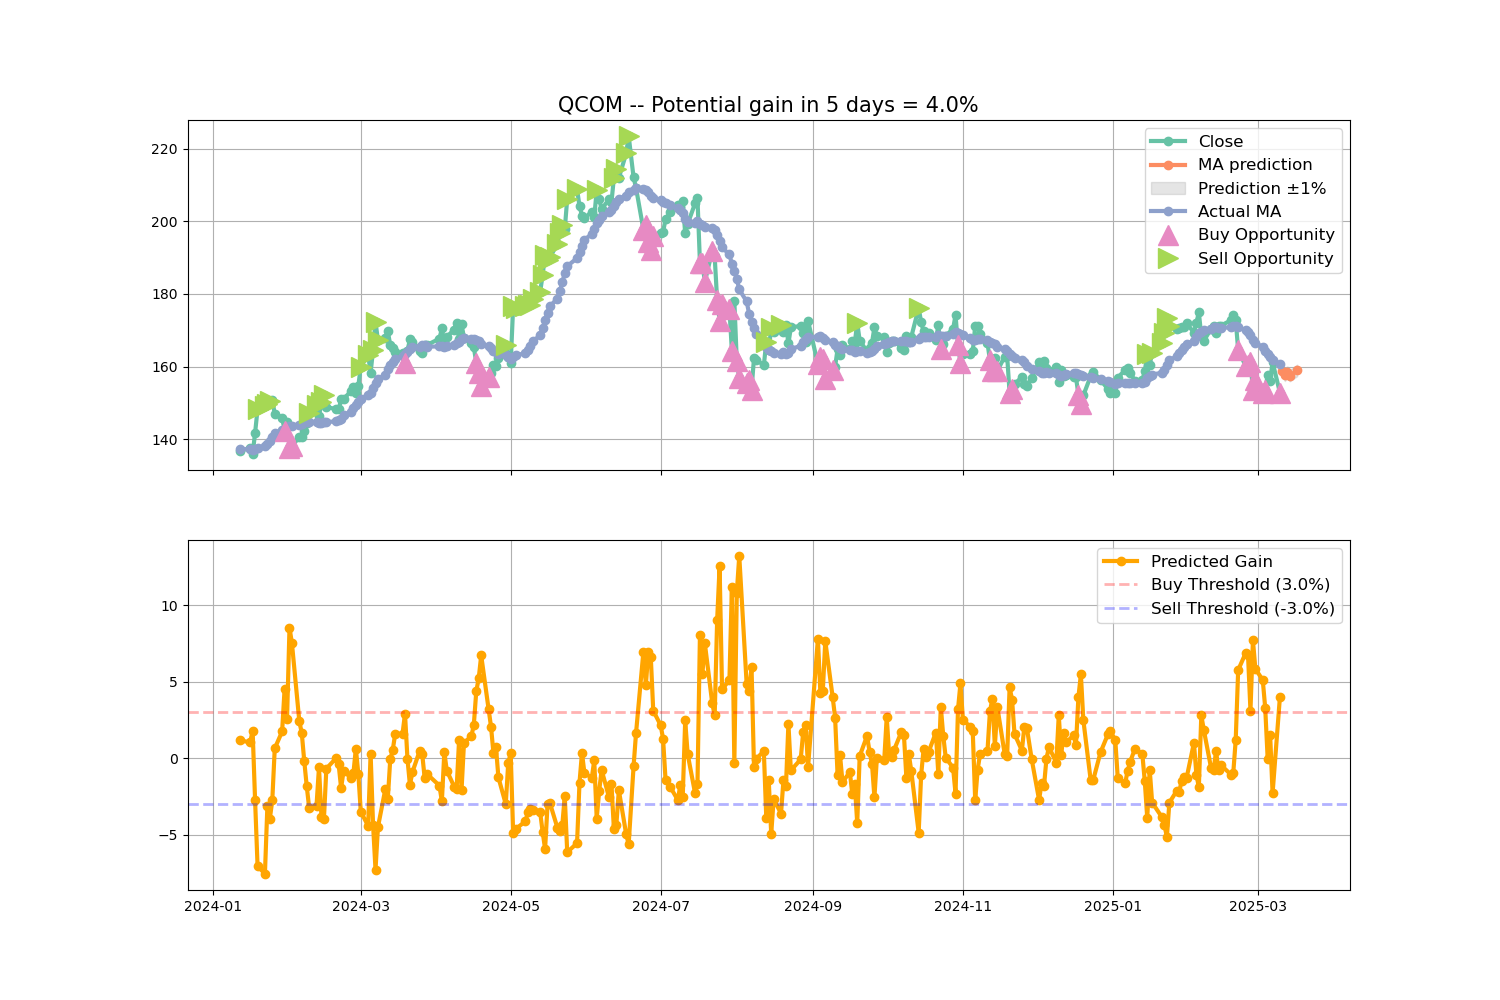 QCOM -- Potential gain in 5 days = 4.0%
220
200
180
160
140
Close
MA prediction
Prediction ±1%
Actual MA
Buy Opportunity
Sell Opportunity
10
5
0
−5
Predicted Gain
Buy Threshold (3.0%)
Sell Threshold (-3.0%)
2024-01
2024-03
2024-05
2024-07
2024-09
2024-11
2025-01
2025-03